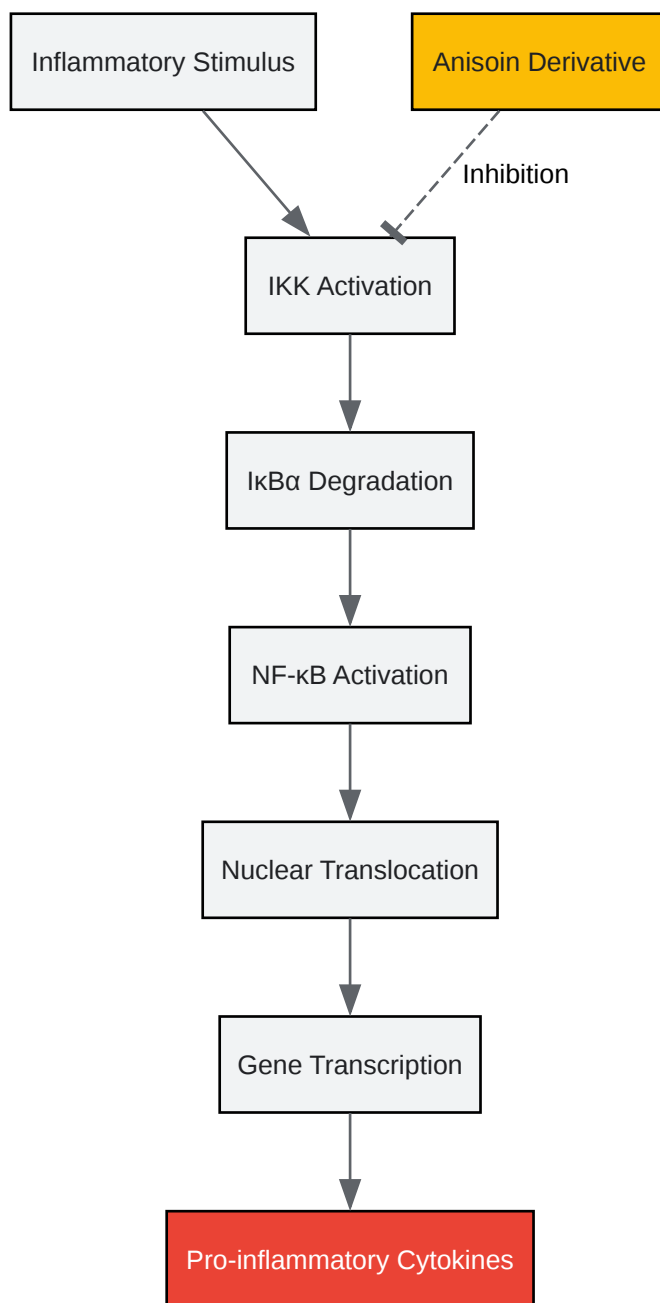 Inflammatory Stimulus
Anisoin Derivative
Inhibition
IKK Activation
IκBα Degradation
NF-κB Activation
Nuclear Translocation
Gene Transcription
Pro-inflammatory Cytokines